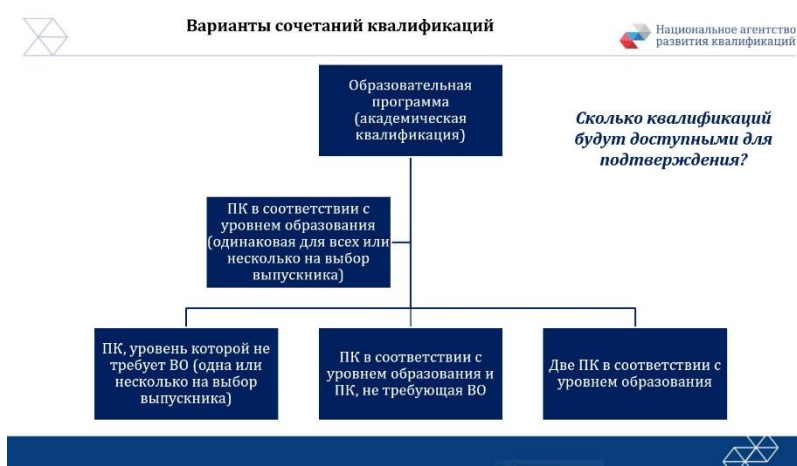 Варианты сочетаний квалификаций
Национальное агентство
развития квалификаций
Образовательная
программа
(академическая
квалификация)
Сколько квалификаций
будут доступными для
подтверждения?
ПК в соответствии с
уровнем образования
(одинаковая для всех или
несколько на выбор
выпускника)
ПК, уровень которой не
требует ВО (одна или
несколько на выбор
выпускника)
ПК в соответствии с
уровнем образования и
ПК, не требующая ВО
Две ПК в соответствии с
уровнем образования